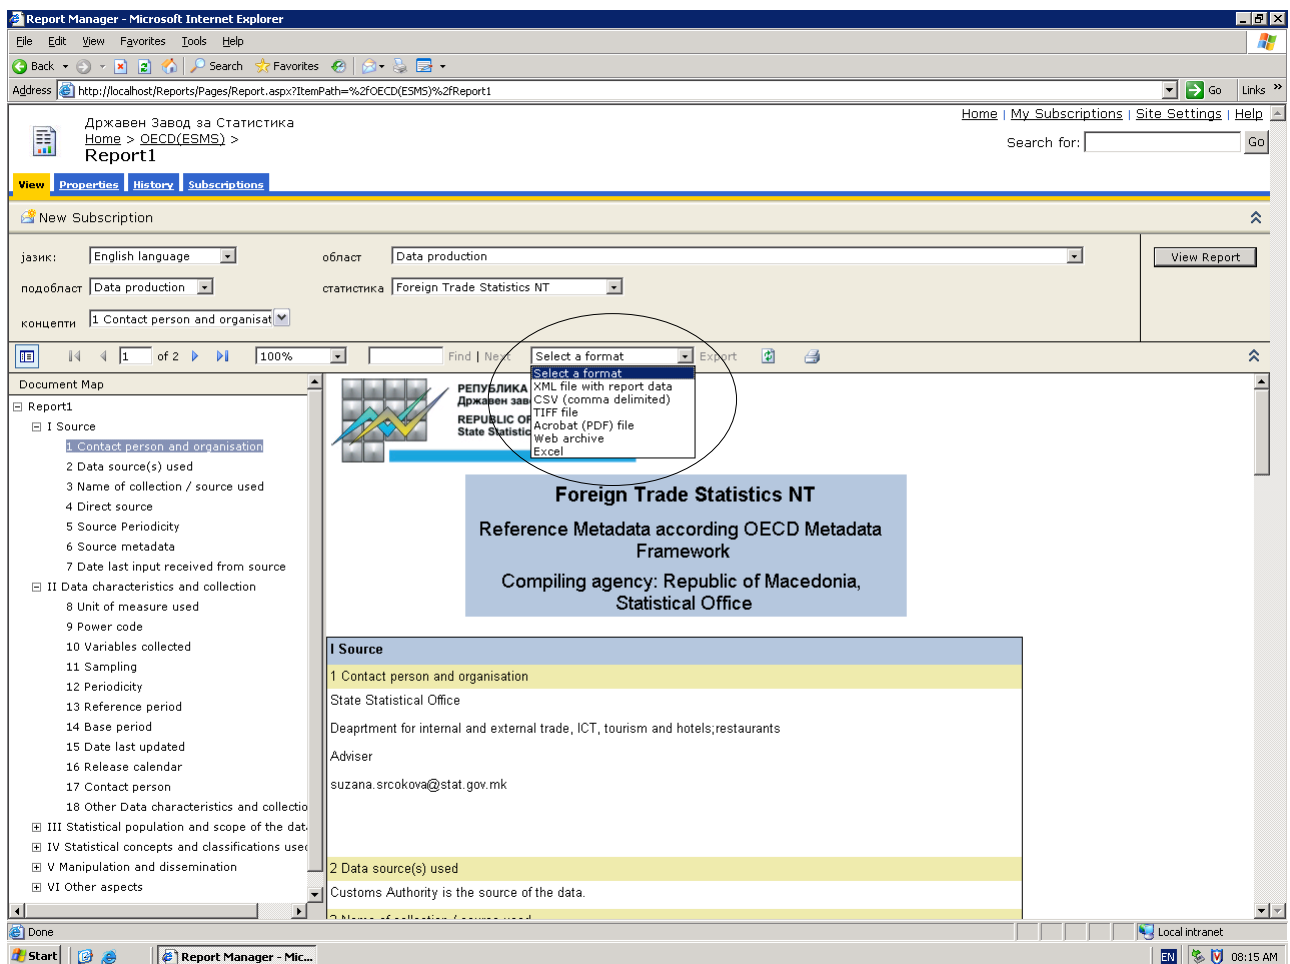 Report Manager - Microsoft Internet Explorer
File Edit View Favorites Tools Help
Back Search Favorites
Address http://localhost/Reports/Pages/Report.aspx?ItemPath=%2fOECD(ESMS)%2fReport1 Go Links »
Home | My Subscriptions | Site Settings | Help
Државен Завод за Статистика
Home > OECD(ESMS) >
Report1
Search for: Go
View Properties History Subscriptions
New Subscription
јазик: English language област Data production View Report
подобласт Data production статистика Foreign Trade Statistics NT
концепти 1 Contact person and organisat
1 of 2 100% Find | Next Select a format Export
Select a format
XML file with report data
CSV (comma delimited)
TIFF file
Acrobat (PDF) file
Web archive
Excel
Document Map
Report1
I Source
1 Contact person and organisation
2 Data source(s) used
3 Name of collection / source used
4 Direct source
5 Source Periodicity
6 Source metadata
7 Date last input received from source
II Data characteristics and collection
8 Unit of measure used
9 Power code
10 Variables collected
11 Sampling
12 Periodicity
13 Reference period
14 Base period
15 Date last updated
16 Release calendar
17 Contact person
18 Other Data characteristics and collectio
III Statistical population and scope of the dat
IV Statistical concepts and classifications used
V Manipulation and dissemination
VI Other aspects
РЕПУБЛИКА
Државен зав
REPUBLIC OF
State Statistic
Foreign Trade Statistics NT
Reference Metadata according OECD Metadata
Framework
Compiling agency: Republic of Macedonia,
Statistical Office
I Source
1 Contact person and organisation
State Statistical Office
Deaprtment for internal and external trade, ICT, tourism and hotels;restaurants
Adviser
suzana.srcokova@stat.gov.mk
2 Data source(s) used
Customs Authority is the source of the data.
3 Name of collection / source used
Done Local intranet
Start Report Manager - Mic... EN 08:15 AM